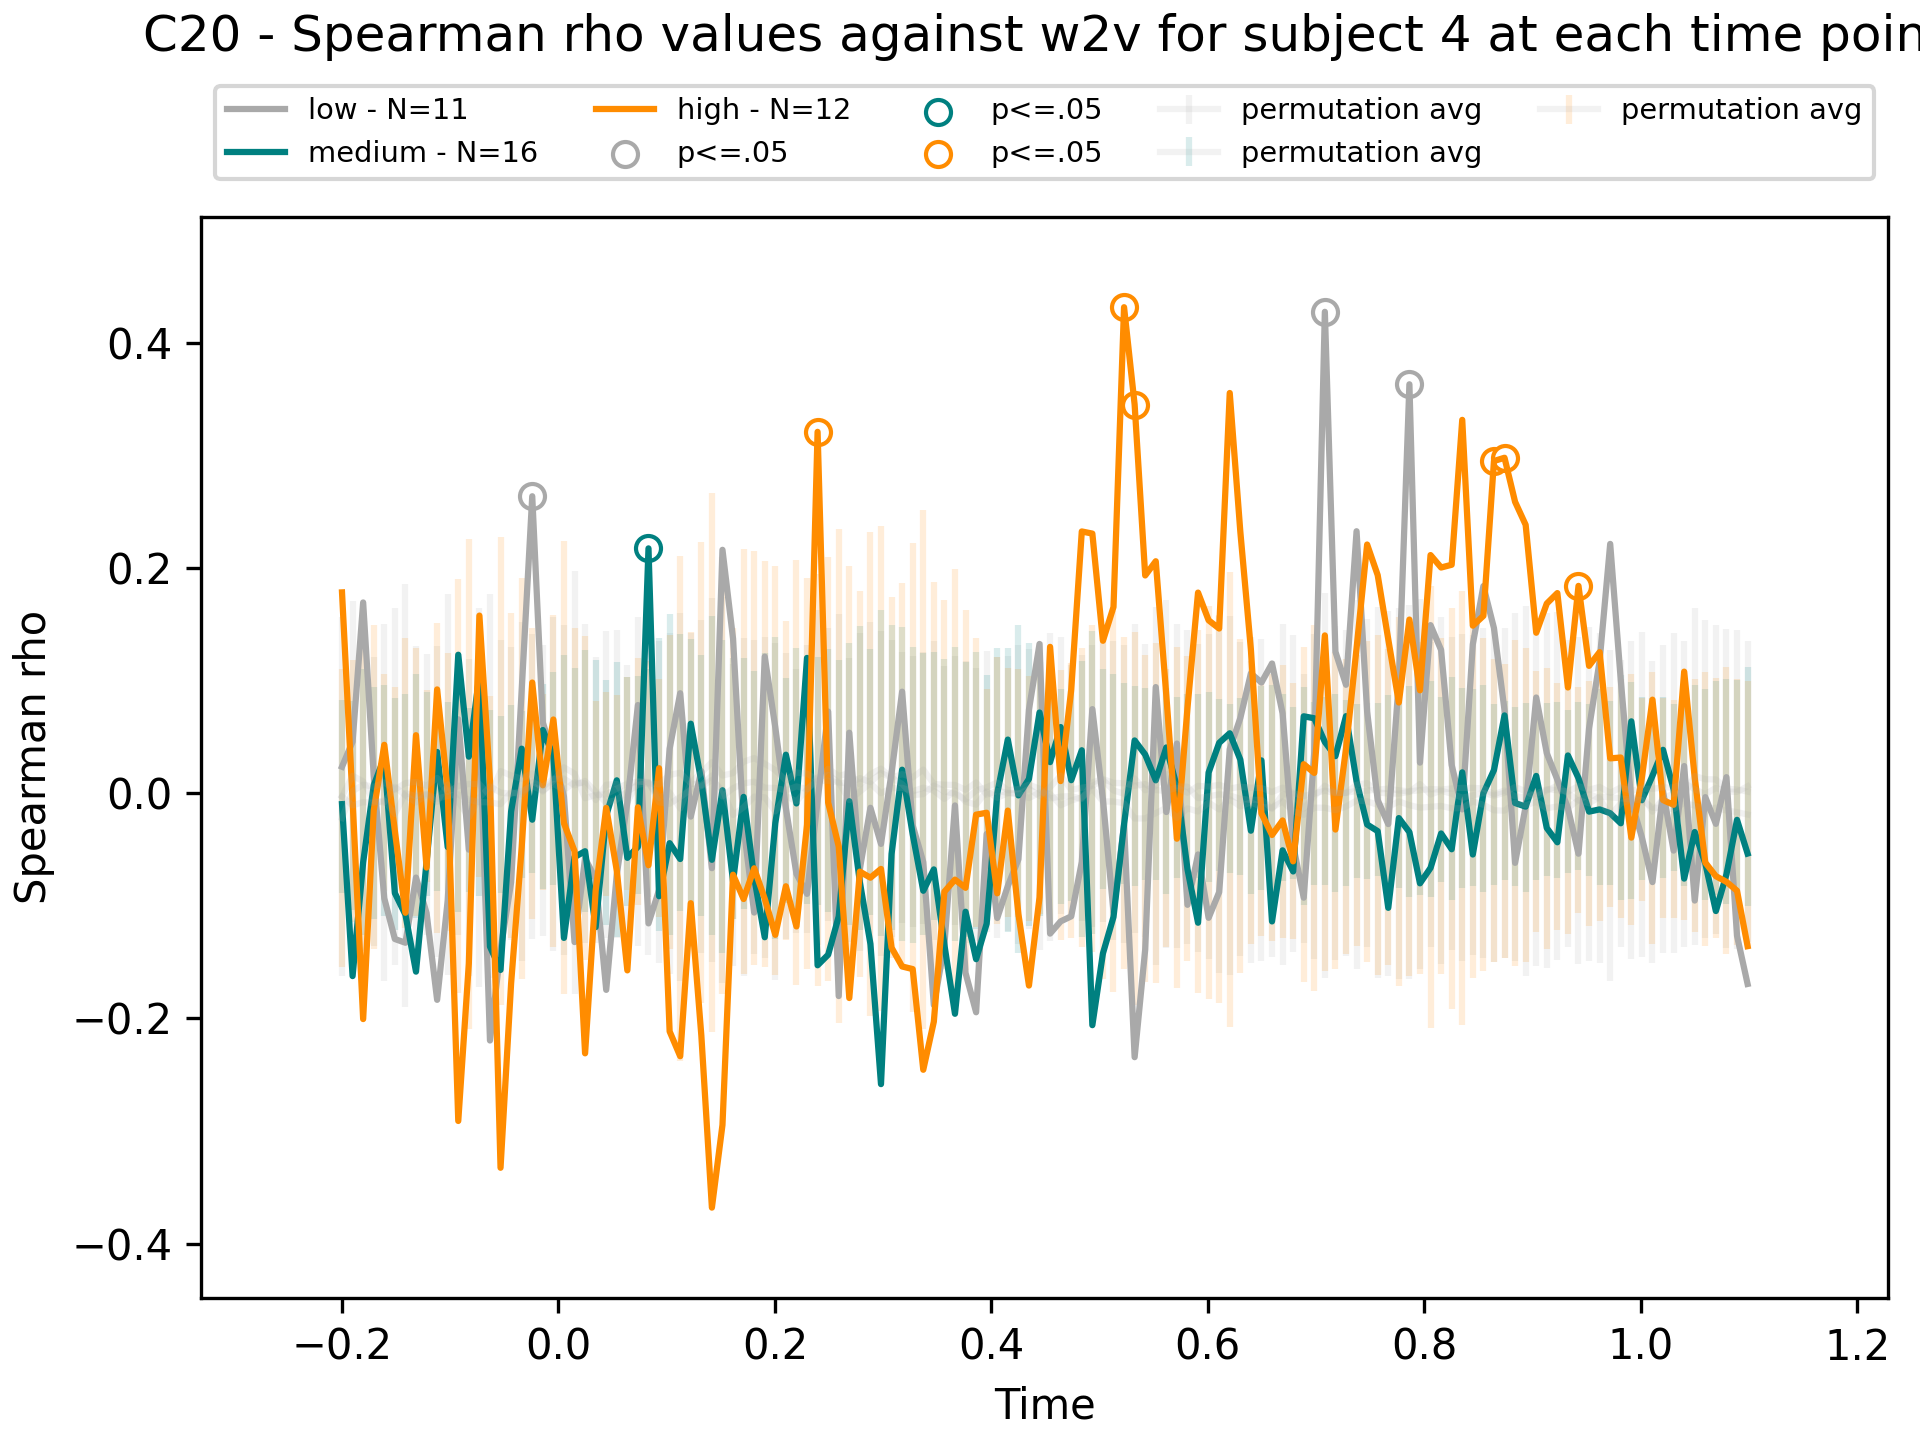 C20 - Spearman rho values against w2v for subject 4 at each time poin
low - N=11
medium - N=16
high - N=12
p<=.05
p<=.05
p<=.05
permutation avg
permutation avg
permutation avg
Spearman rho
0.4
0.2
0.0
−0.2
−0.4
−0.2 0.0 0.2 0.4 0.6 0.8 1.0 1.2
Time